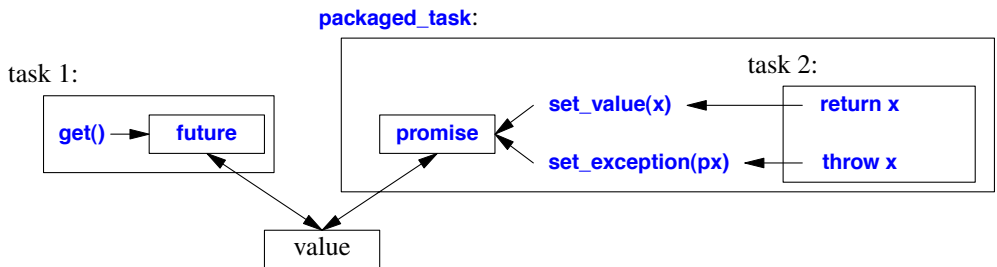 packaged_task:
task 1:
task 2:
set_value(x)
return x
get()
future
promise
set_exception(px)
throw x
value